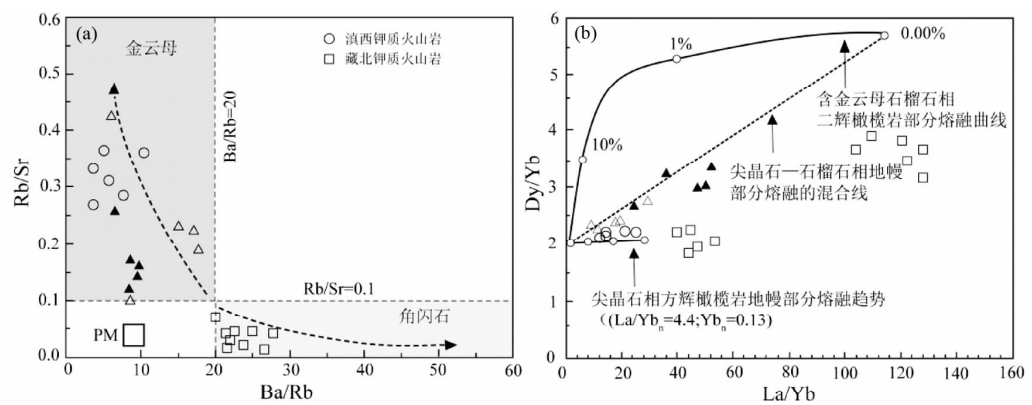 (a)
金云母
滇西钾质火山岩
藏北钾质火山岩
Ba/Rb=20
Rb/Sr=0.1
角闪石
PM
0.6
0.5
0.4
0.3
0.2
0.1
0.0
Rb/Sr
0
10
20
30
40
50
60
Ba/Rb
(b)
1%
0.00%
10%
含金云母石榴石相
二辉橄榄岩部分熔融曲线
尖晶石—石榴石相地幔
部分熔融的混合线
尖晶石相方辉橄榄岩地幔部分熔融趋势
((La/Ybn=4.4;Ybn=0.13)
6
5
4
3
2
1
0
Dy/Yb
0
20
40
60
80
100
120
140
160
La/Yb